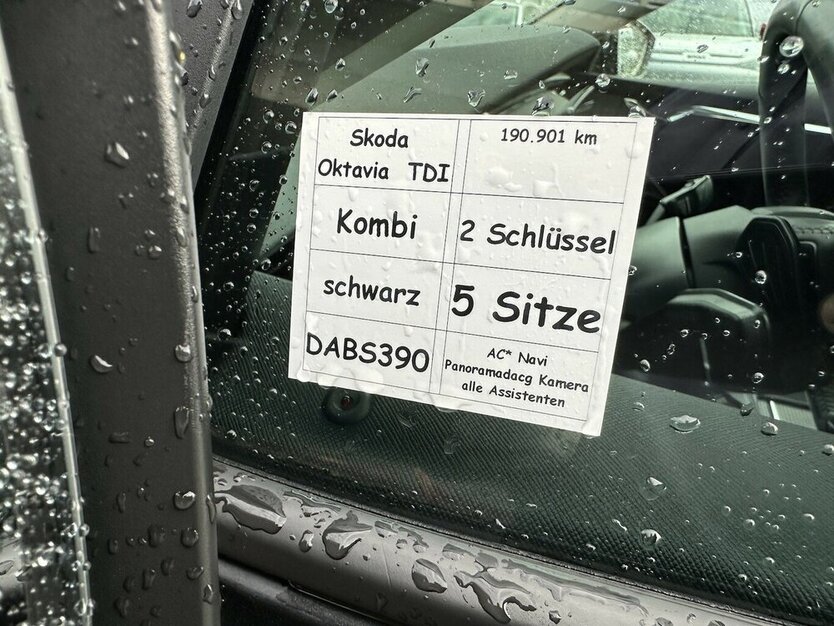 Skoda
Oktavia TDI
190.901 km
Kombi
2 Schlüssel
schwarz
5 Sitze
DABS390
AC* Navi
Panoramadacg Kamera
alle Assistenten